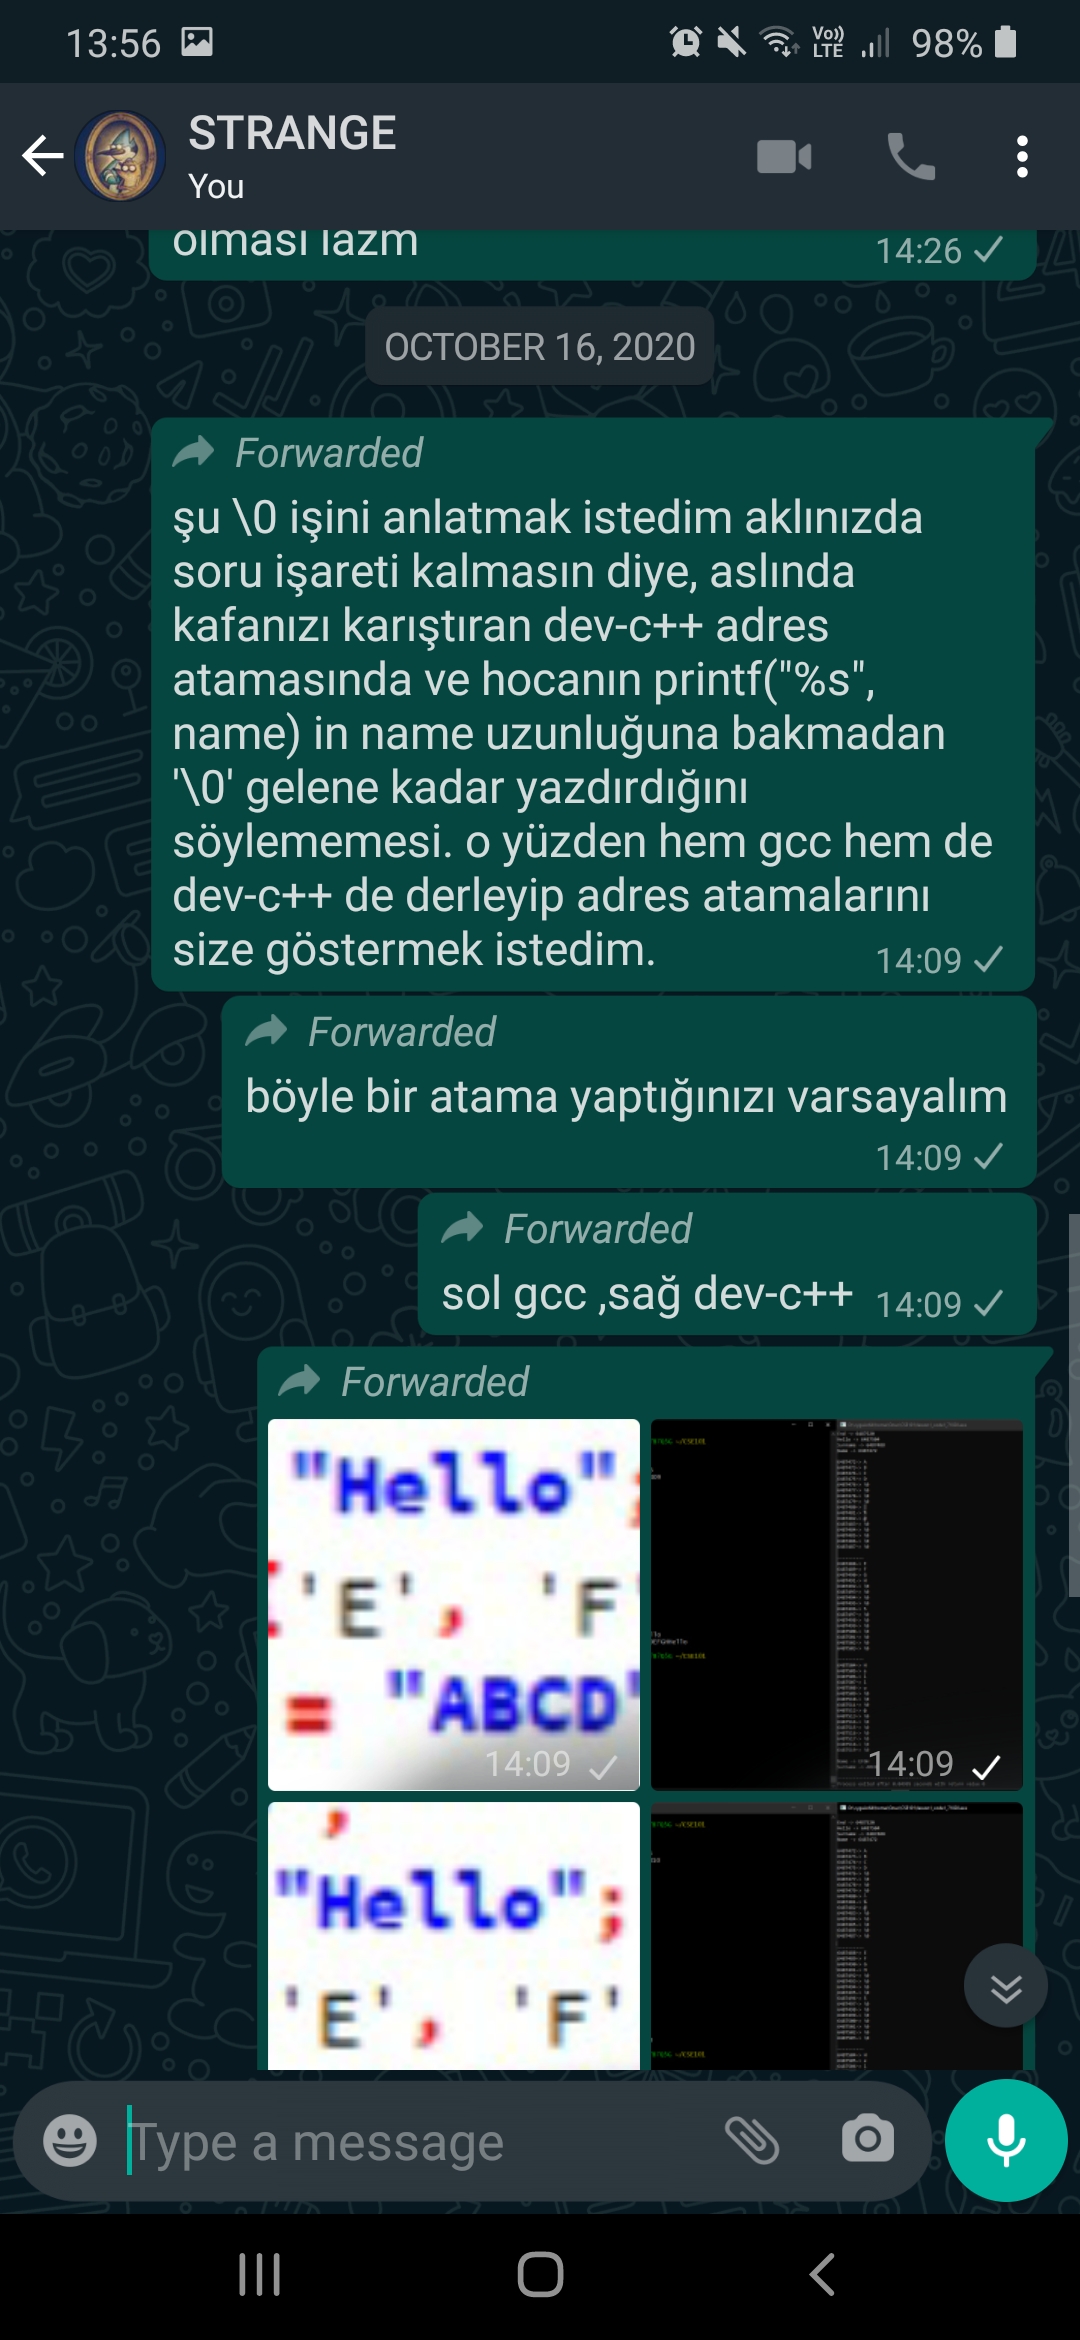 13:56
Vo)) LTE 98%
STRANGE
You
olması lazm
14:26
OCTOBER 16, 2020
Forwarded
şu \0 işini anlatmak istedim aklınızda
soru işareti kalmasın diye, aslında
kafanızı karıştıran dev-c++ adres
atamasında ve hocanın printf("%s",
name) in name uzunluğuna bakmadan
'\0' gelene kadar yazdırdığını
söylememesi. o yüzden hem gcc hem de
dev-c++ de derleyip adres atamalarını
size göstermek istedim.
14:09
Forwarded
böyle bir atama yaptığınızı varsayalım
14:09
Forwarded
sol gcc ,sağ dev-c++
14:09
Forwarded
"Hello";
'E', 'F'
= "ABCD"
14:09
14:09
,
"Hello";
'E', 'F'
Type a message